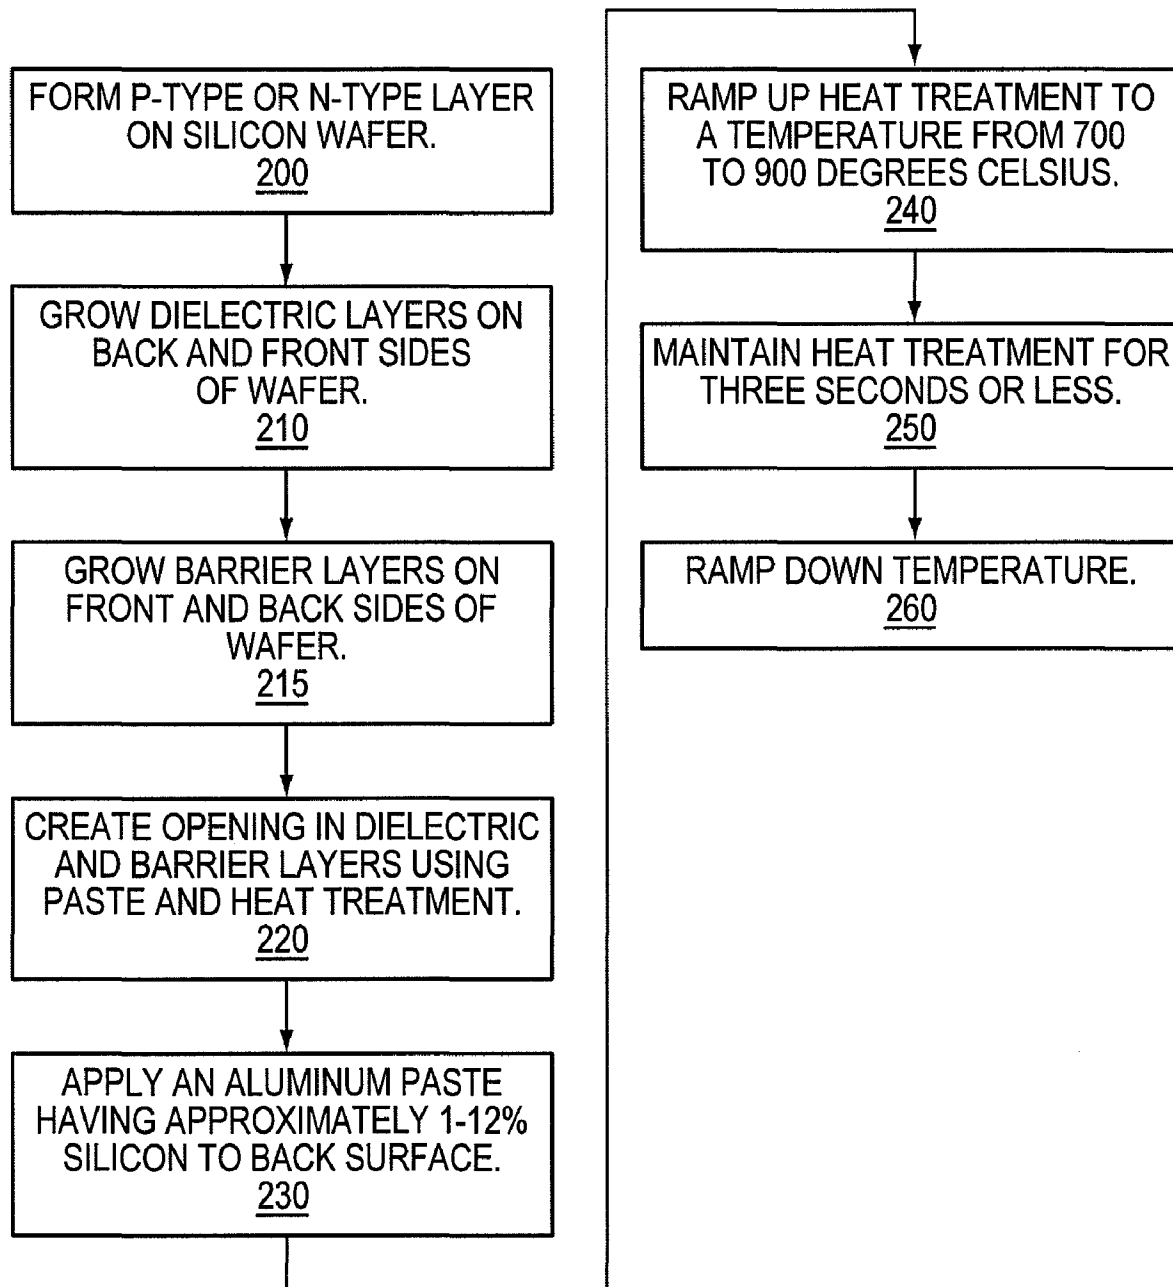 FORM P-TYPE OR N-TYPE LAYER
ON SILICON WAFER.
200
GROW DIELECTRIC LAYERS ON
BACK AND FRONT SIDES
OF WAFER.
210
GROW BARRIER LAYERS ON
FRONT AND BACK SIDES OF
WAFER.
215
CREATE OPENING IN DIELECTRIC
AND BARRIER LAYERS USING
PASTE AND HEAT TREATMENT.
220
APPLY AN ALUMINUM PASTE
HAVING APPROXIMATELY 1-12%
SILICON TO BACK SURFACE.
230
RAMP UP HEAT TREATMENT TO
A TEMPERATURE FROM 700
TO 900 DEGREES CELSIUS.
240
MAINTAIN HEAT TREATMENT FOR
THREE SECONDS OR LESS.
250
RAMP DOWN TEMPERATURE.
260